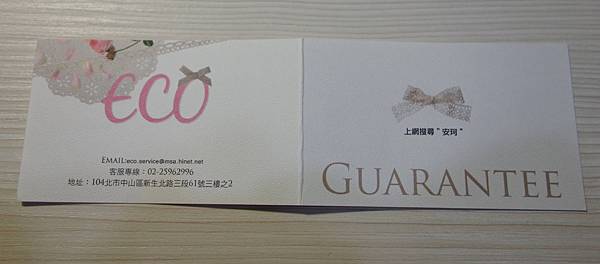 ECO
EMAIL:eco.service@msa.hinet.net
客服專線：02-25962996
地址：104北市中山區新生北路三段61號三樓之2
上網搜尋"安珂"
GUARANTEE